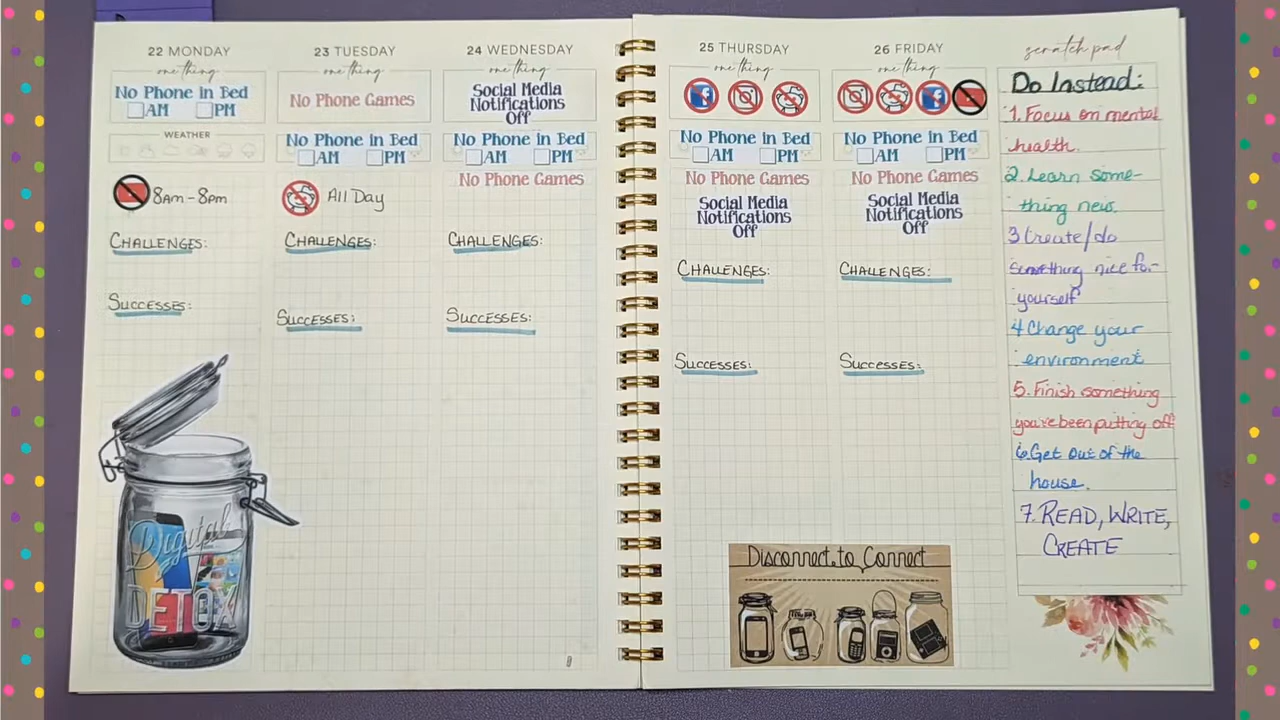 22 MONDAY
one thing
No Phone in Bed
AM PM
WEATHER
8AM - 8PM
CHALLENGES:
SUCCESSES:
Digital
DETOX
23 TUESDAY
one thing
No Phone Games
No Phone in Bed
AM PM
All Day
CHALLENGES:
SUCCESSES:
24 WEDNESDAY
one thing
Social Media
Notifications
Off
No Phone in Bed
AM PM
No Phone Games
CHALLENGES:
SUCCESSES:
25 THURSDAY
one thing
No Phone in Bed
AM PM
No Phone Games
Social Media
Notifications
Off
CHALLENGES:
SUCCESSES:
26 FRIDAY
one thing
No Phone in Bed
AM PM
No Phone Games
Social Media
Notifications
Off
CHALLENGES:
SUCCESSES:
Disconnect to Connect
scratch pad
Do Instead:
1. Focus on mental
health.
2. Learn some-
thing new.
3 Create/do
something nice for
yourself
4 Change your
environment
5. Finish something
you've been putting off
6. Get out of the
house.
7. READ, WRITE,
CREATE